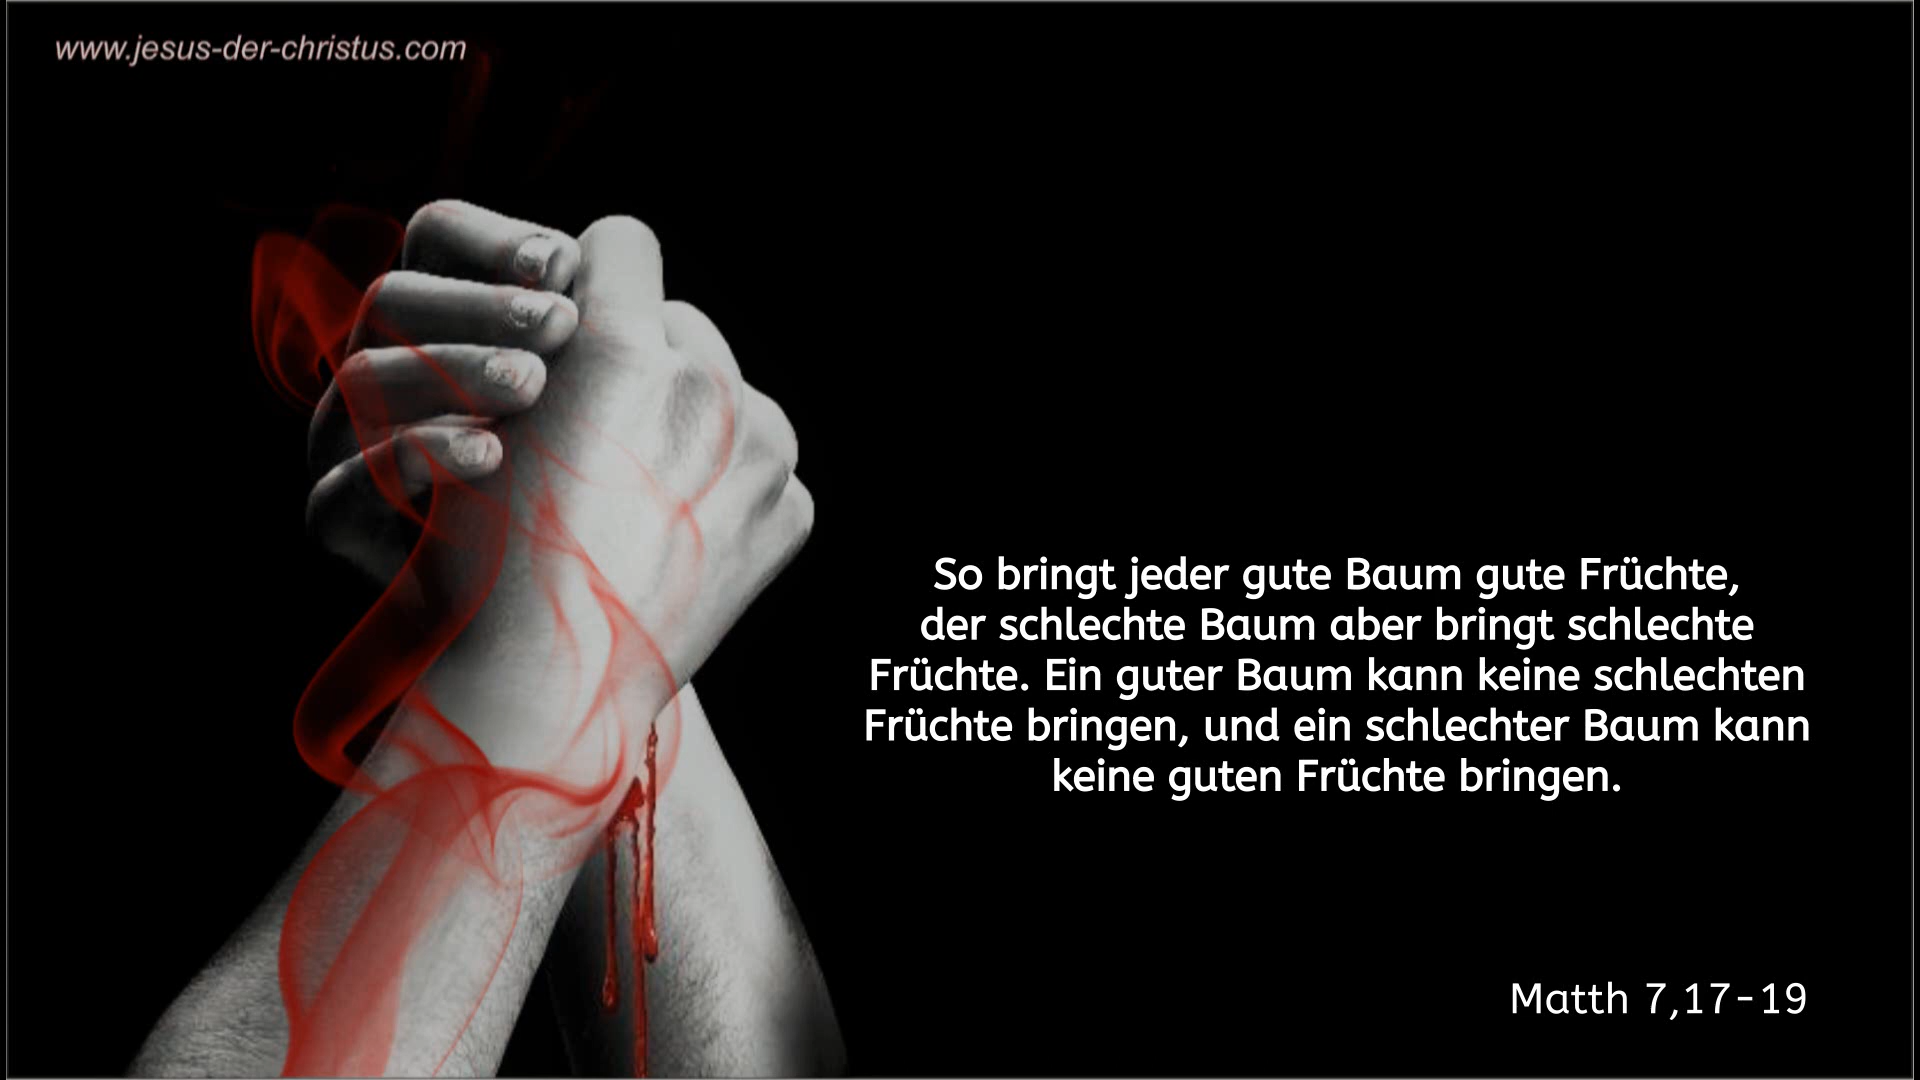 www.jesus-der-christus.com
So bringt jeder gute Baum gute Früchte,
der schlechte Baum aber bringt schlechte
Früchte. Ein guter Baum kann keine schlechten
Früchte bringen, und ein schlechter Baum kann
keine guten Früchte bringen.
Matth 7,17-19